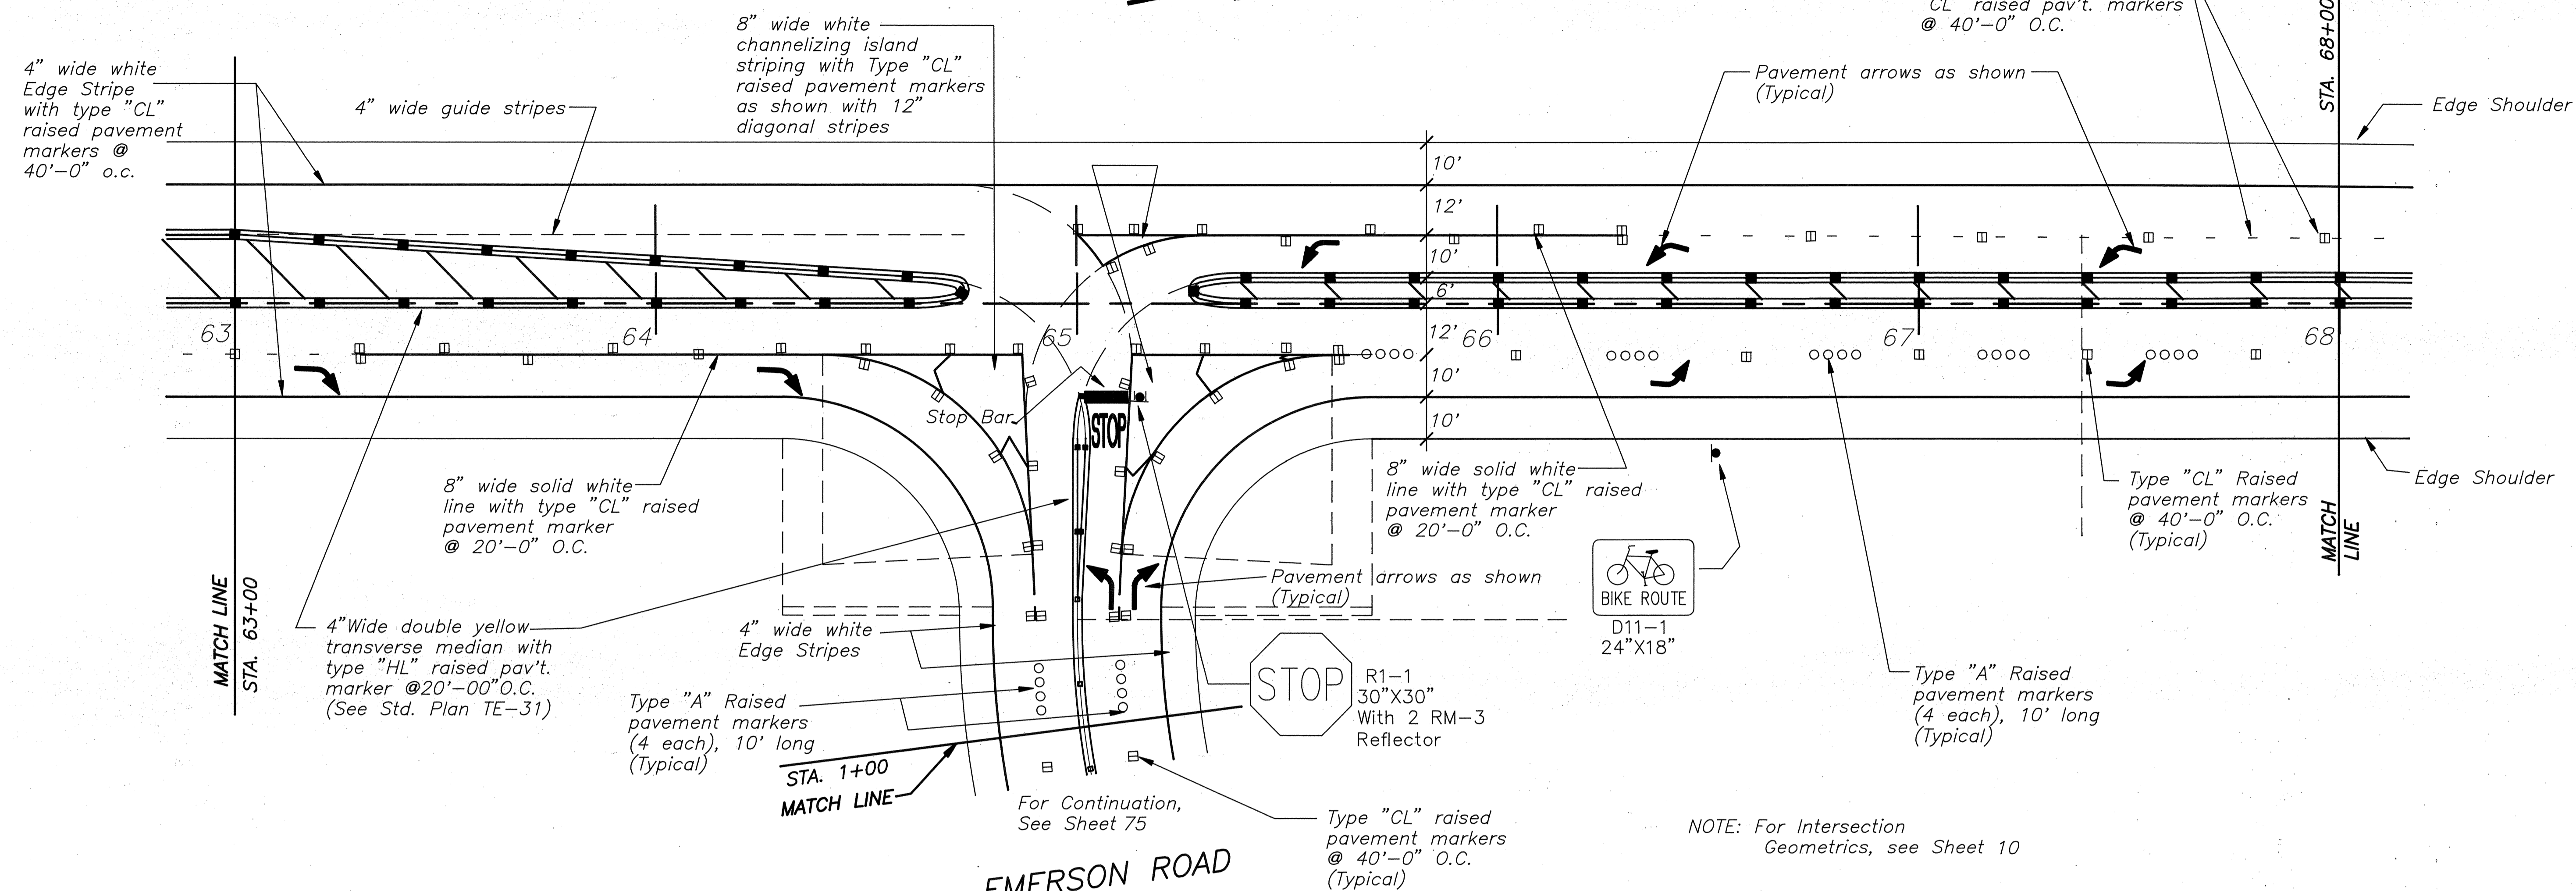 4" wide white
Edge Stripe
with type "CL"
raised pavement
markers @
40'-0" o.c.
4" wide guide stripes
8" wide white
channelizing island
striping with Type "CL"
raised pavement markers
as shown with 12"
diagonal stripes
"CL" raised pav't. markers
@ 40'-0" O.C.
Pavement arrows as shown
(Typical)
STA. 68+00
Edge Shoulder
10'
12'
10'
6'
12'
10'
10'
63
64
65
66
67
68
Stop Bar
STOP
8" wide solid white
line with type "CL" raised
pavement marker
@ 20'-0" O.C.
8" wide solid white
line with type "CL" raised
pavement marker
@ 20'-0" O.C.
Type "CL" Raised
pavement markers
@ 40'-0" O.C.
(Typical)
Edge Shoulder
MATCH
LINE
MATCH LINE
STA. 63+00
4"Wide double yellow
transverse median with
type "HL" raised pav't.
marker @20'-00"O.C.
(See Std. Plan TE-31)
4" wide white
Edge Stripes
Pavement arrows as shown
(Typical)
BIKE ROUTE
D11-1
24"X18"
STOP
R1-1
30"X30"
With 2 RM-3
Reflector
Type "A" Raised
pavement markers
(4 each), 10' long
(Typical)
Type "A" Raised
pavement markers
(4 each), 10' long
(Typical)
STA. 1+00
MATCH LINE
For Continuation,
See Sheet 75
Type "CL" raised
pavement markers
@ 40'-0" O.C.
(Typical)
NOTE: For Intersection
Geometrics, see Sheet 10
EMERSON ROAD